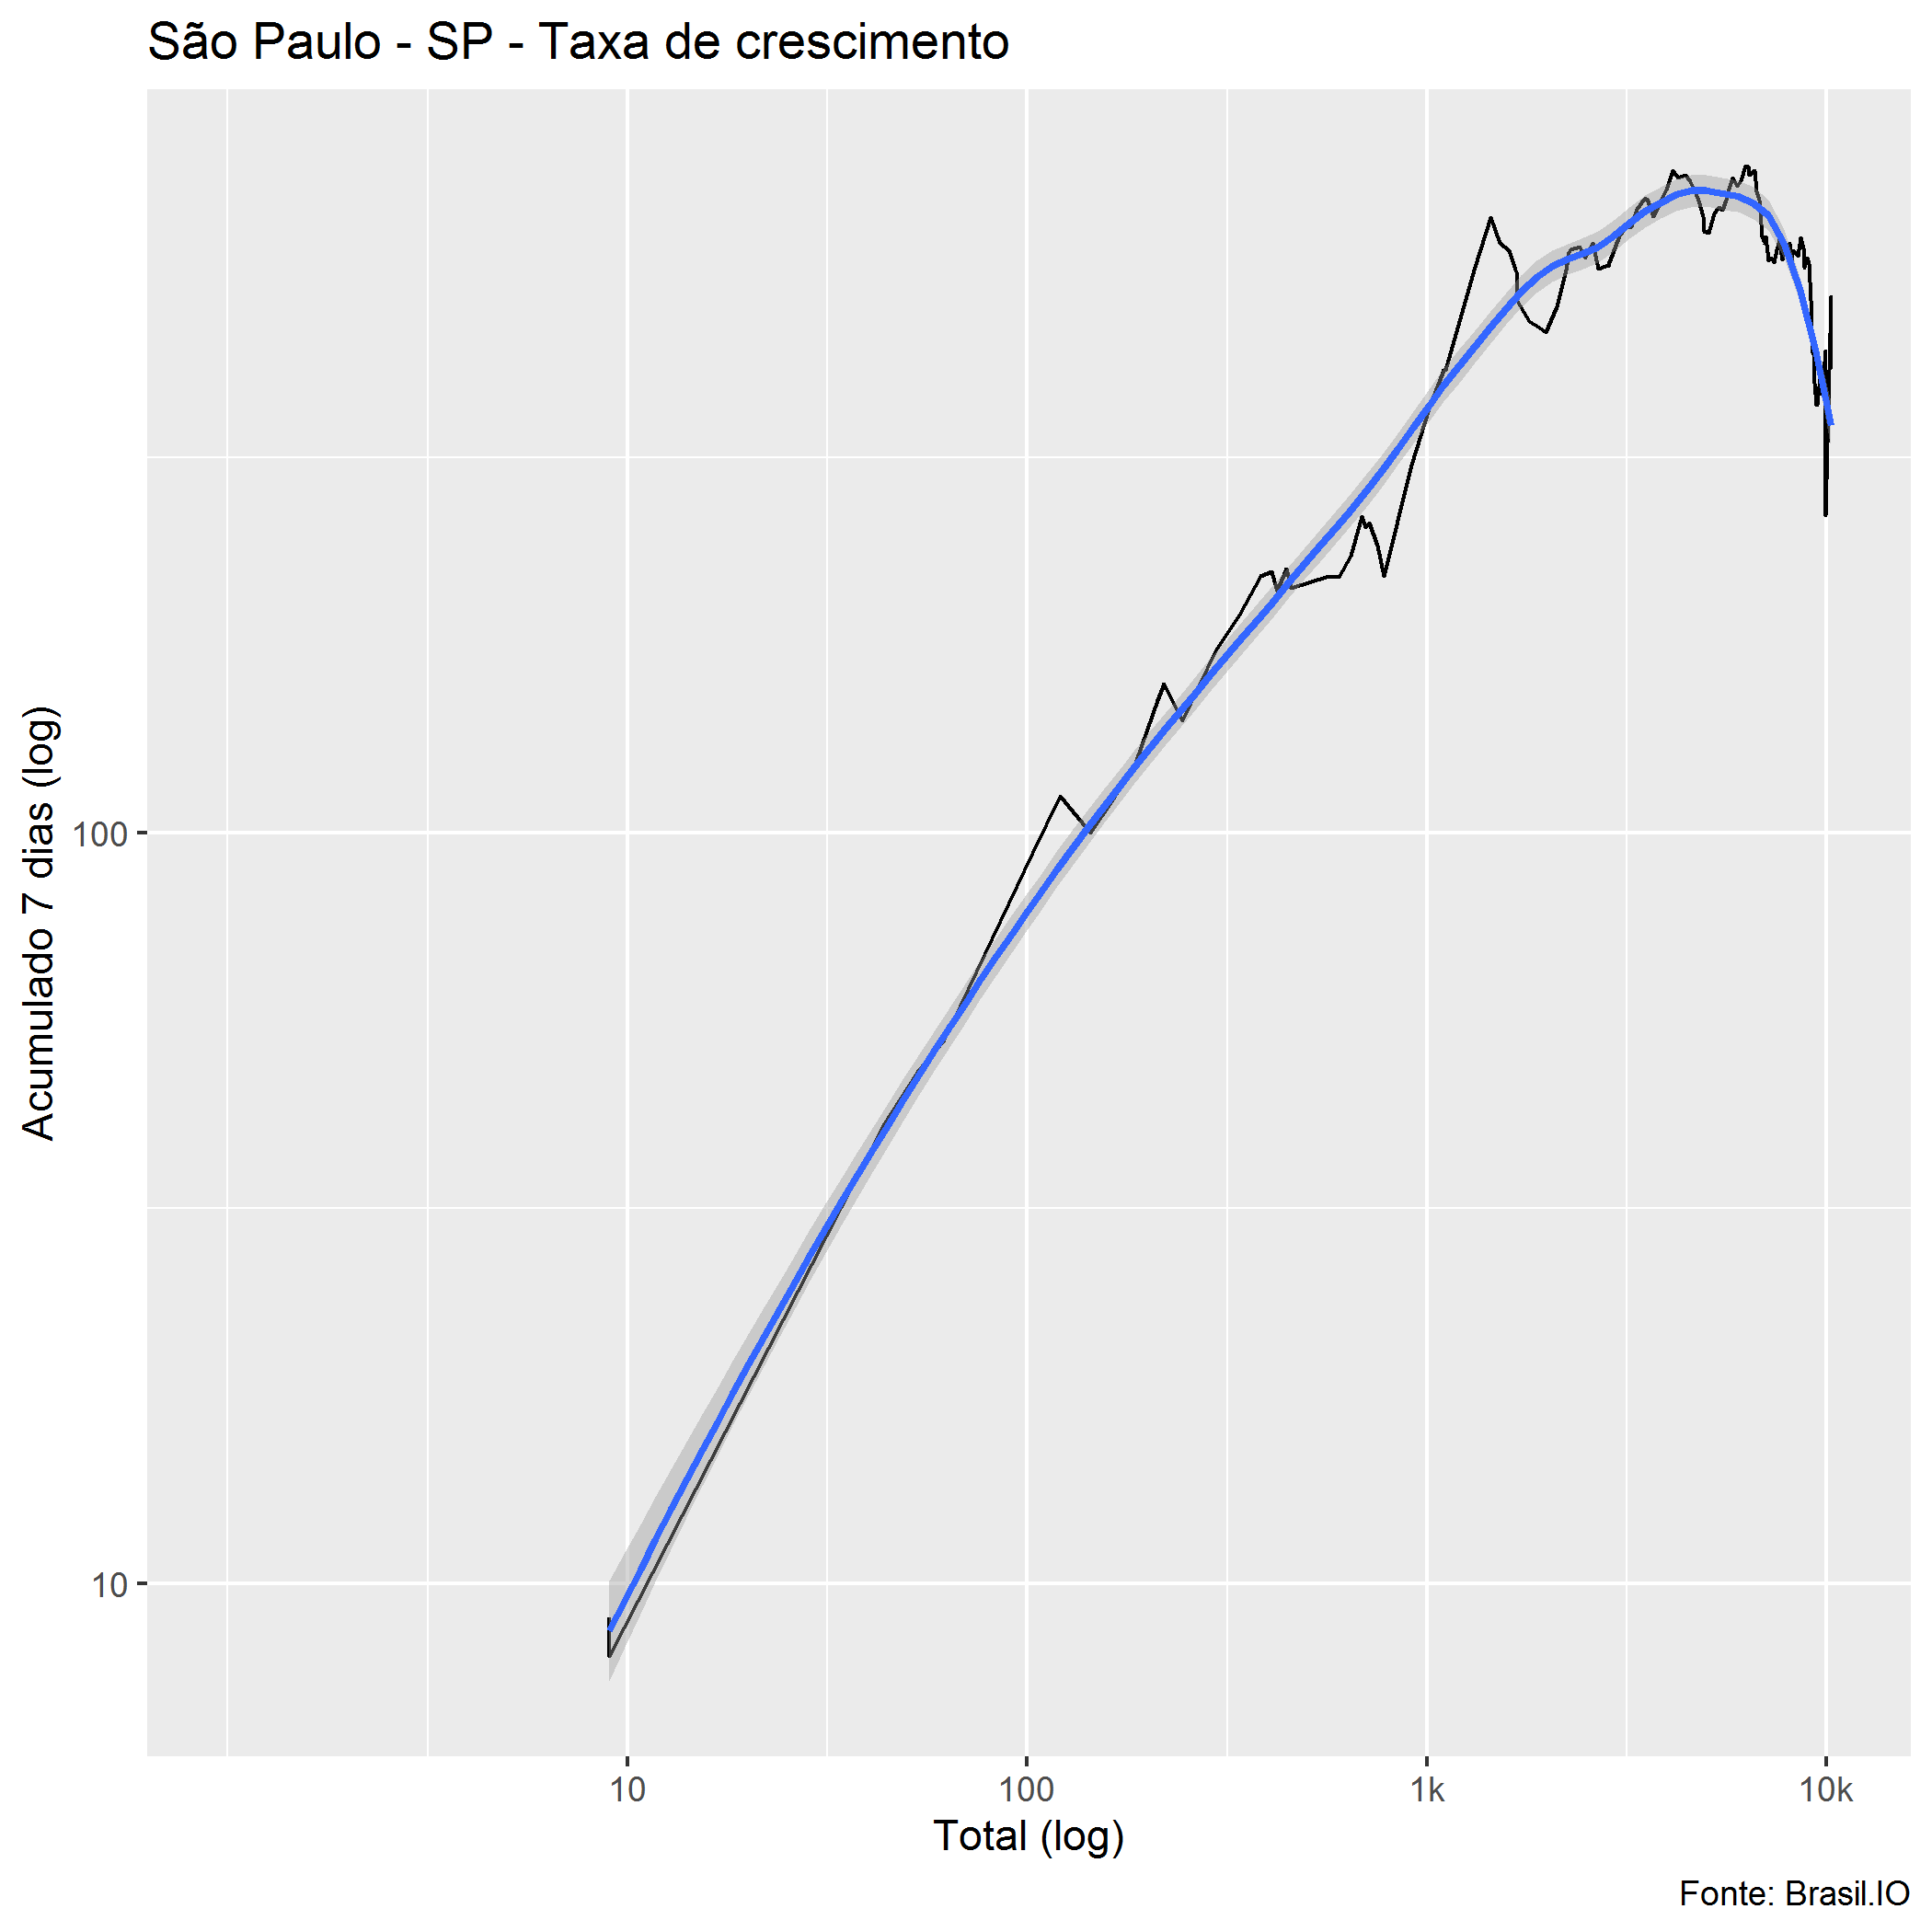 São Paulo - SP - Taxa de crescimento
Acumulado 7 dias (log)
100
10
10
100
1k
10k
Total (log)
Fonte: Brasil.IO